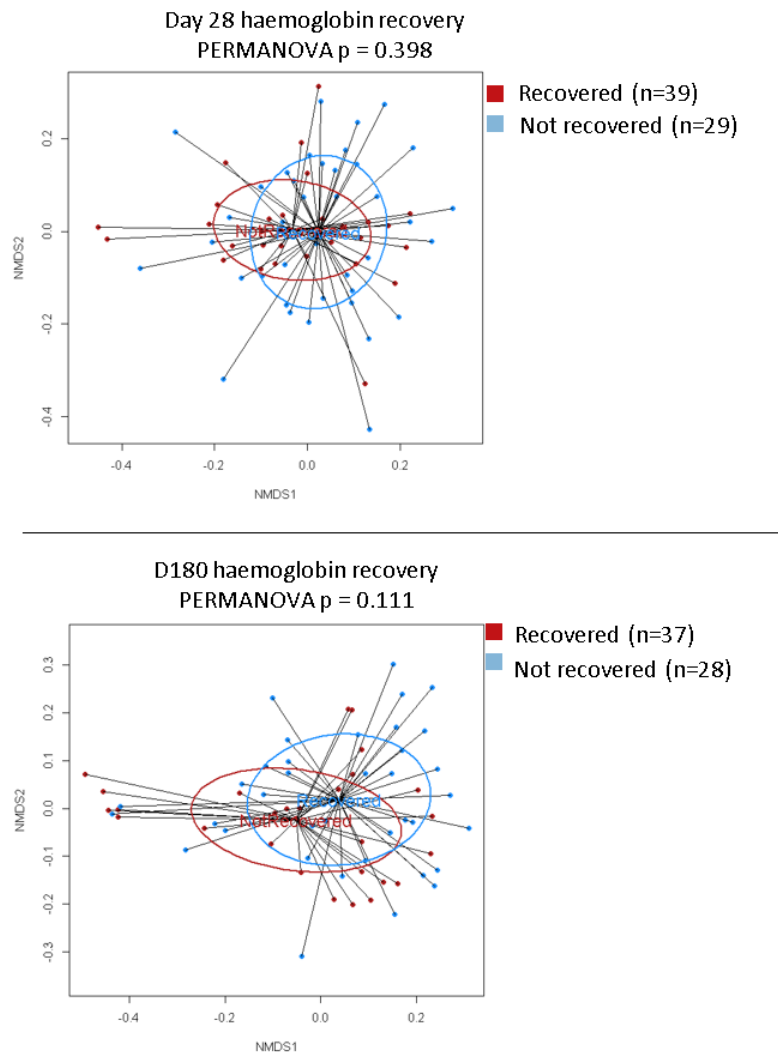 Day 28 haemoglobin recovery
PERMANOVA p = 0.398
Recovered (n=39)
Not recovered (n=29)
0.2
0.0
-0.2
-0.4
NMDS2
NotRecovered
Recovered
-0.4
-0.2
0.0
0.2
NMDS1
D180 haemoglobin recovery
PERMANOVA p = 0.111
Recovered (n=37)
Not recovered (n=28)
0.3
0.2
0.1
0.0
-0.1
-0.2
-0.3
NMDS2
Recovered
NotRecovered
-0.4
-0.2
0.0
0.2
NMDS1